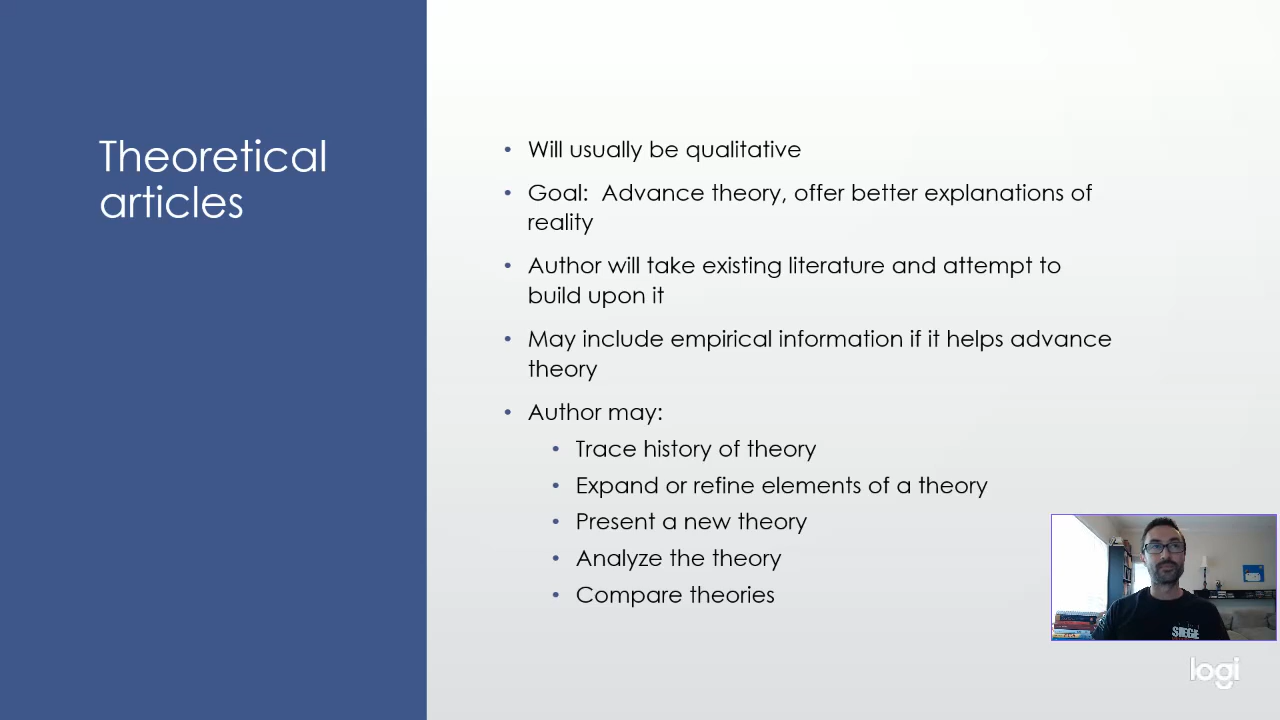 Theoretical
articles
• Will usually be qualitative
• Goal:  Advance theory, offer better explanations of
reality
• Author will take existing literature and attempt to
build upon it
• May include empirical information if it helps advance
theory
• Author may:
• Trace history of theory
• Expand or refine elements of a theory
• Present a new theory
• Analyze the theory
• Compare theories
logi